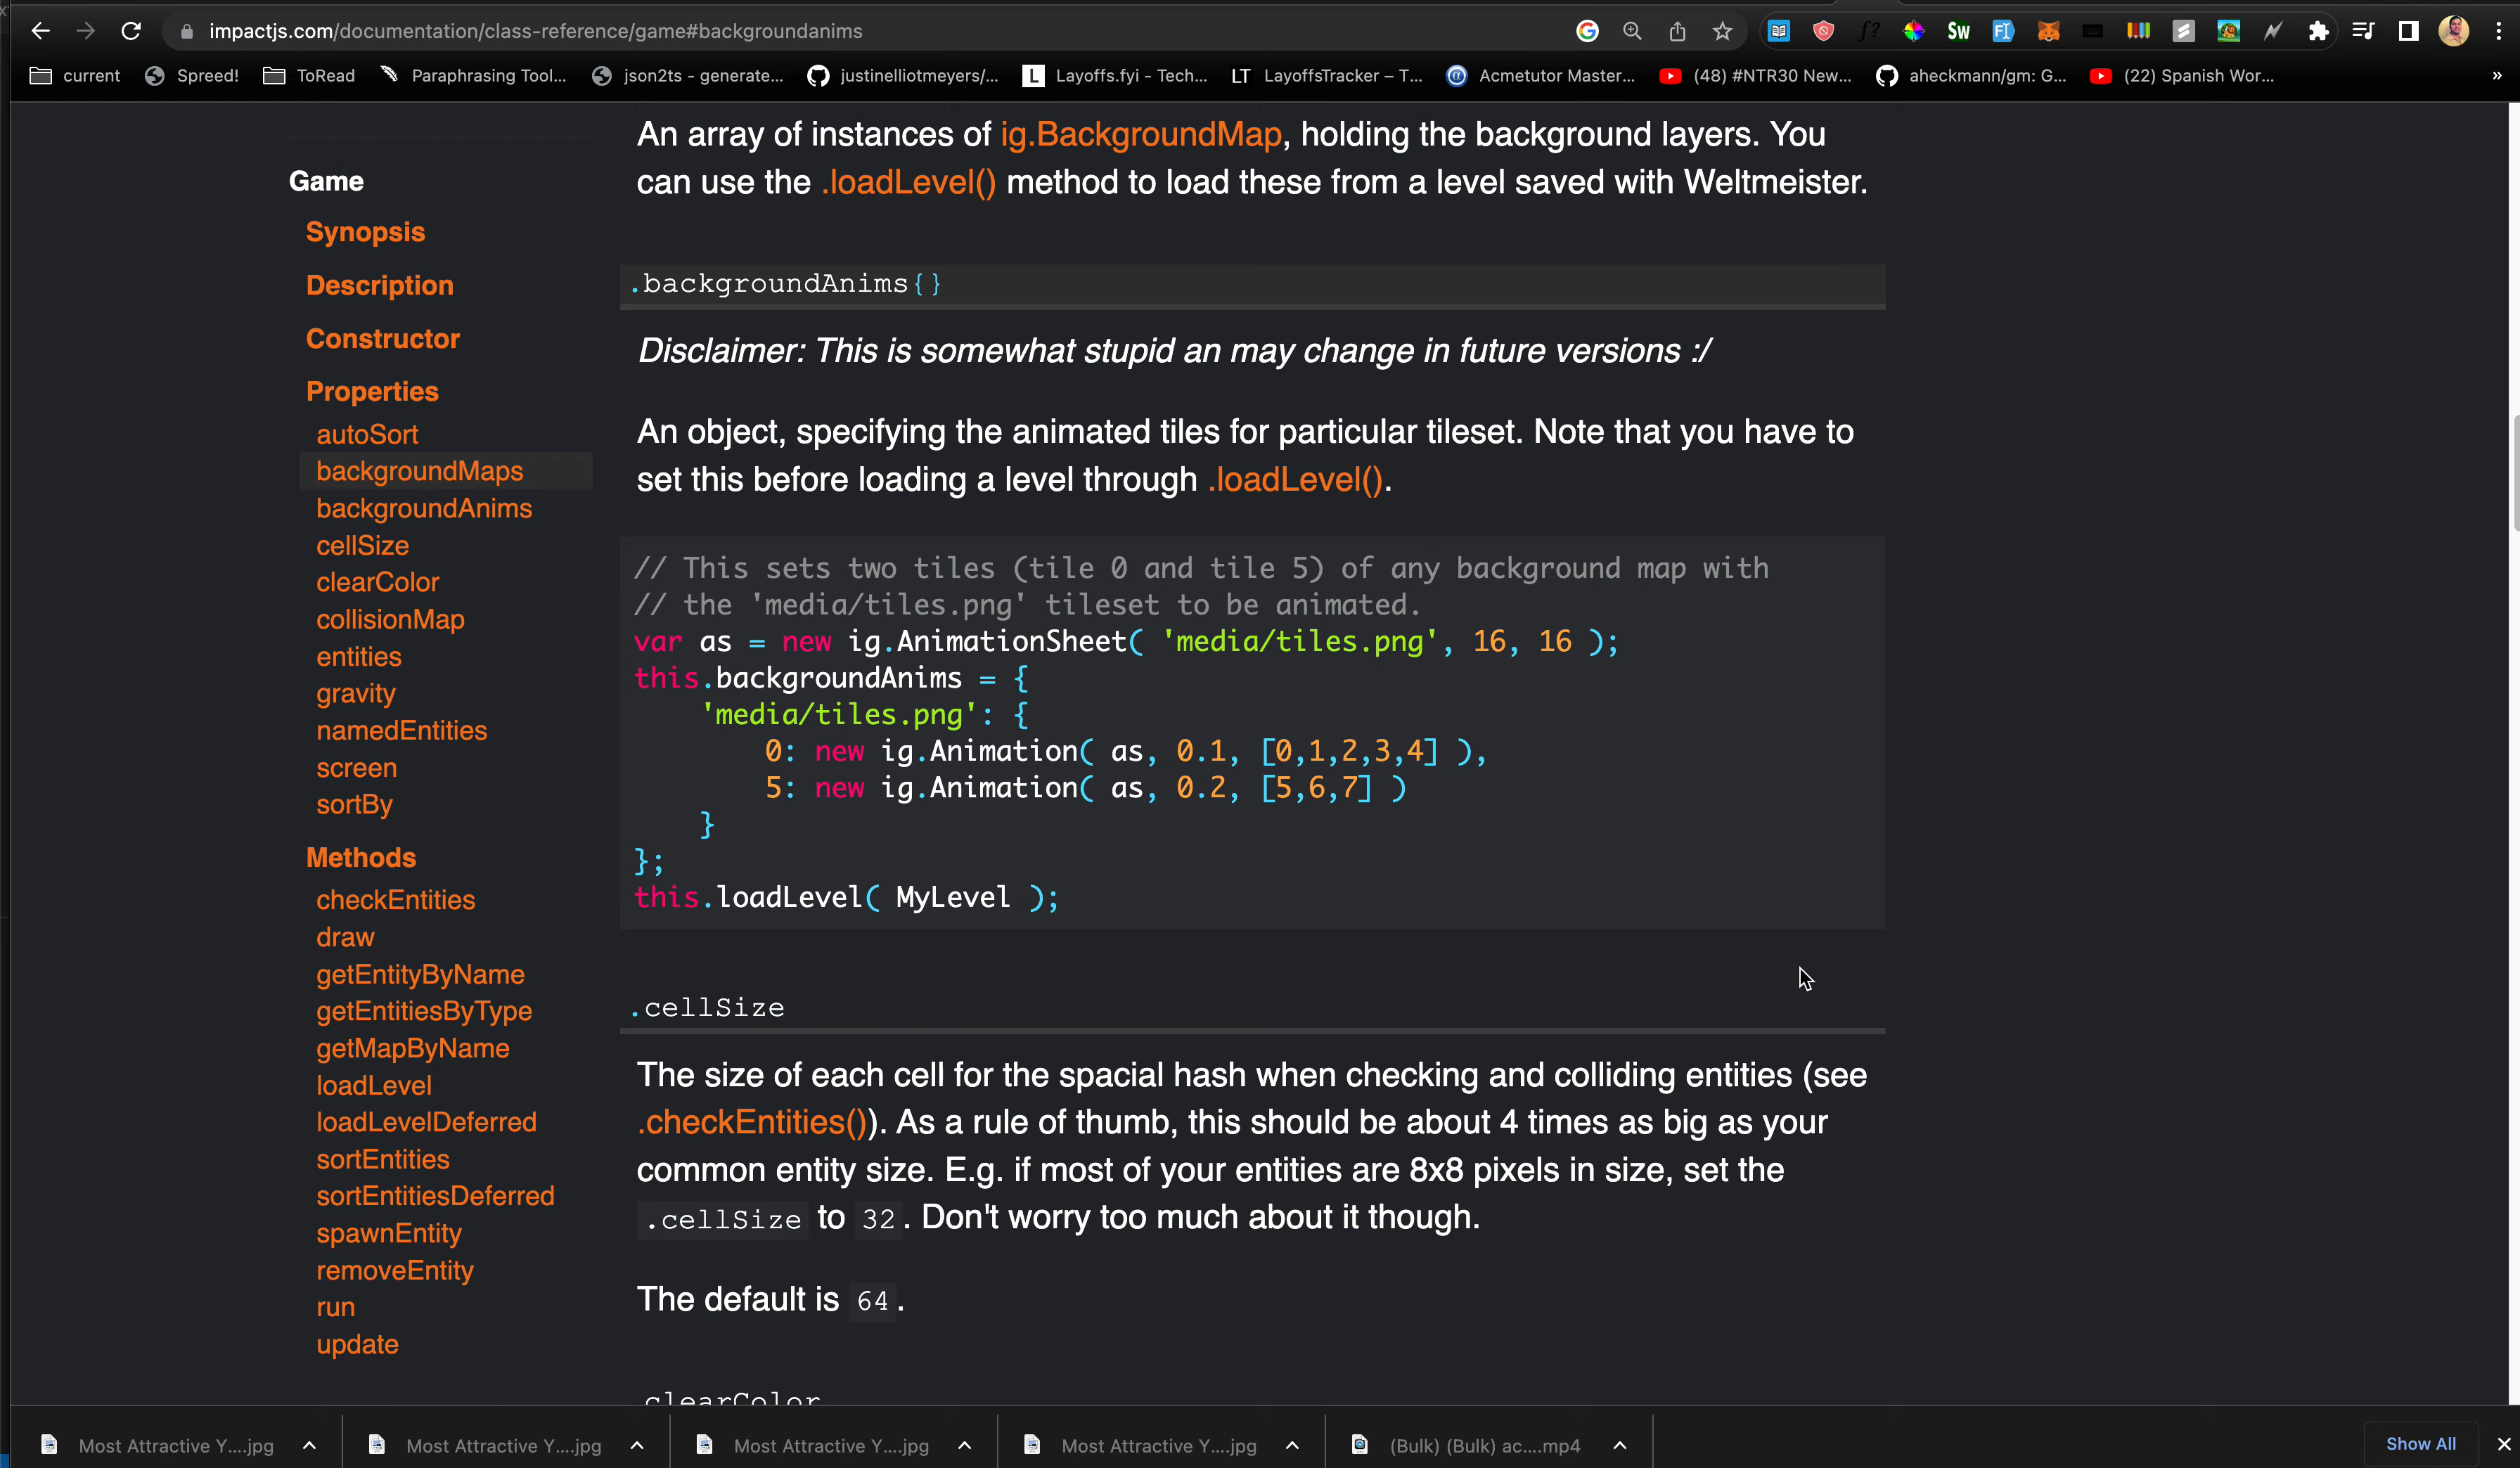 impactjs.com/documentation/class-reference/game#backgroundanims
current
Spreed!
ToRead
Paraphrasing Tool...
json2ts - generate...
justinelliotmeyers/...
Layoffs.fyi - Tech...
LT LayoffsTracker – T...
Acmetutor Master...
(48) #NTR30 New...
aheckmann/gm: G...
(22) Spanish Wor...
»
Game
Synopsis
Description
Constructor
Properties
autoSort
backgroundMaps
backgroundAnims
cellSize
clearColor
collisionMap
entities
gravity
namedEntities
screen
sortBy
Methods
checkEntities
draw
getEntityByName
getEntitiesByType
getMapByName
loadLevel
loadLevelDeferred
sortEntities
sortEntitiesDeferred
spawnEntity
removeEntity
run
update
An array of instances of ig.BackgroundMap, holding the background layers. You
can use the .loadLevel() method to load these from a level saved with Weltmeister.
.backgroundAnims{}
Disclaimer: This is somewhat stupid an may change in future versions :/
An object, specifying the animated tiles for particular tileset. Note that you have to
set this before loading a level through .loadLevel().
// This sets two tiles (tile 0 and tile 5) of any background map with
// the 'media/tiles.png' tileset to be animated.
var as = new ig.AnimationSheet( 'media/tiles.png', 16, 16 );
this.backgroundAnims = {
'media/tiles.png': {
0: new ig.Animation( as, 0.1, [0,1,2,3,4] ),
5: new ig.Animation( as, 0.2, [5,6,7] )
}
};
this.loadLevel( MyLevel );
.cellSize
The size of each cell for the spacial hash when checking and colliding entities (see
.checkEntities()). As a rule of thumb, this should be about 4 times as big as your
common entity size. E.g. if most of your entities are 8x8 pixels in size, set the
.cellSize to 32. Don't worry too much about it though.
The default is 64.
clearColor
Most Attractive Y....jpg
Most Attractive Y....jpg
Most Attractive Y....jpg
Most Attractive Y....jpg
(Bulk) (Bulk) ac....mp4
Show All